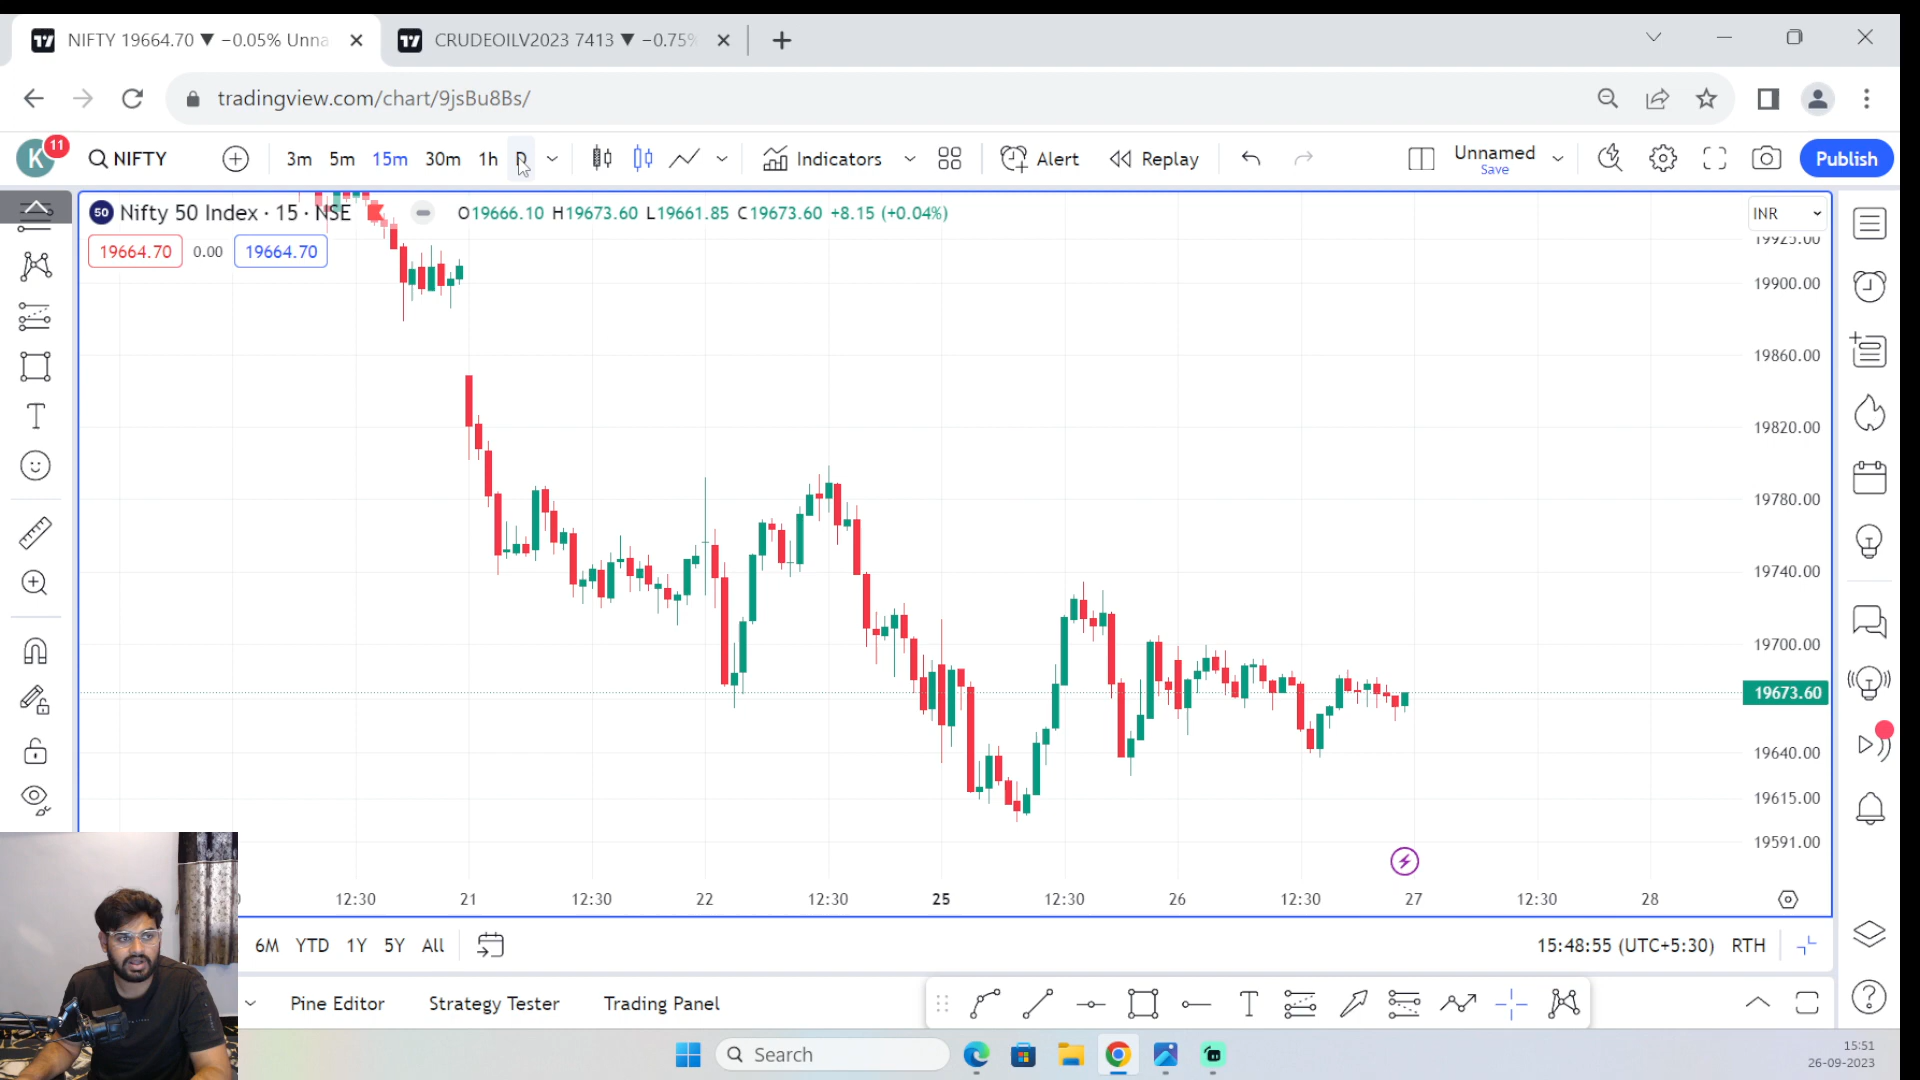 NIFTY 19664.70 ▼ −0.05% Unna
CRUDEOILV2023 7413 ▼ −0.75%
tradingview.com/chart/9jsBu8Bs/
K
11
NIFTY
3m 5m 15m 30m 1h D
Indicators
Alert
Replay
Unnamed
Save
Publish
50 Nifty 50 Index · 15 · NSE
O19666.10 H19673.60 L19661.85 C19673.60 +8.15 (+0.04%)
INR
19664.70 0.00 19664.70
19925.00
19900.00
19860.00
19820.00
19780.00
19740.00
19700.00
19673.60
19640.00
19615.00
19591.00
12:30 21 12:30 22 12:30 25 12:30 26 12:30 27 12:30 28
6M YTD 1Y 5Y All
15:48:55 (UTC+5:30) RTH
Pine Editor Strategy Tester Trading Panel
Search
15:51
26-09-2023